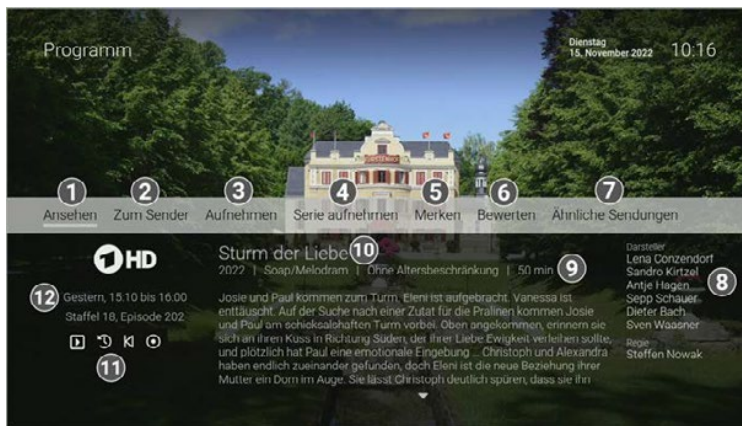 Programm
Dienstag
15. November 2022
10:16
1 2 3 4 5 6 7
Ansehen Zum Sender Aufnehmen Serie aufnehmen Merken Bewerten Ähnliche Sendungen
1 HD
12 Gestern, 15:10 bis 16:00
Staffel 18, Episode 202
11
Sturm der Liebe 10
2022 | Soap/Melodram | Ohne Altersbeschränkung | 50 min 9
Josie und Paul kommen zum Turm. Eleni ist aufgebracht. Vanessa ist
enttäuscht. Auf der Suche nach einer Zutat für die Pralinen kommen Josie
und Paul am schicksalshaften Turm vorbei. Oben angekommen, erinnern sie
sich an ihren Kuss in Richtung Süden, der ihrer Liebe Ewigkeit verleihen sollte,
und plötzlich hat Paul eine emotionale Eingebung ... Christoph und Alexandra
haben endlich zueinander gefunden, doch Eleni ist die neue Beziehung ihrer
Mutter ein Dorn im Auge. Sie lässt Christoph deutlich spüren, dass sie ihn
Darsteller
Lena Conzendorf
Sandro Kirtzel
Antje Hagen
Sepp Schauer 8
Dieter Bach
Sven Waasner
Regie
Steffen Nowak